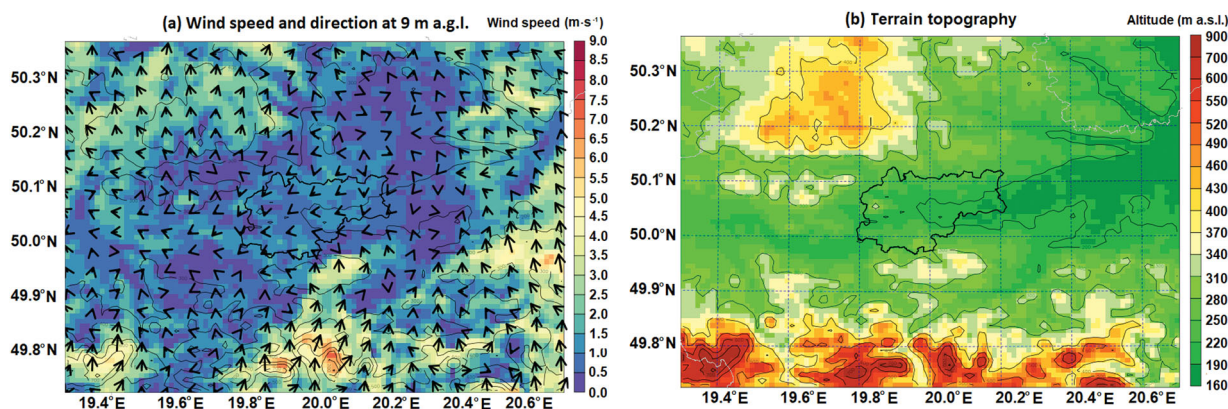 (a) Wind speed and direction at 9 m a.g.l.
Wind speed (m·s⁻¹)
50.3°N
50.2°N
50.1°N
50.0°N
49.9°N
49.8°N
19.4°E 19.6°E 19.8°E 20.0°E 20.2°E 20.4°E 20.6°E
9.0
8.5
8.0
7.5
7.0
6.5
6.0
5.5
5.0
4.5
4.0
3.5
3.0
2.5
2.0
1.5
1.0
0.5
0.0
(b) Terrain topography
Altitude (m a.s.l.)
50.3°N
50.2°N
50.1°N
50.0°N
49.9°N
49.8°N
19.4°E 19.6°E 19.8°E 20.0°E 20.2°E 20.4°E 20.6°E
900
700
600
550
520
490
460
430
400
370
340
310
280
250
220
190
160